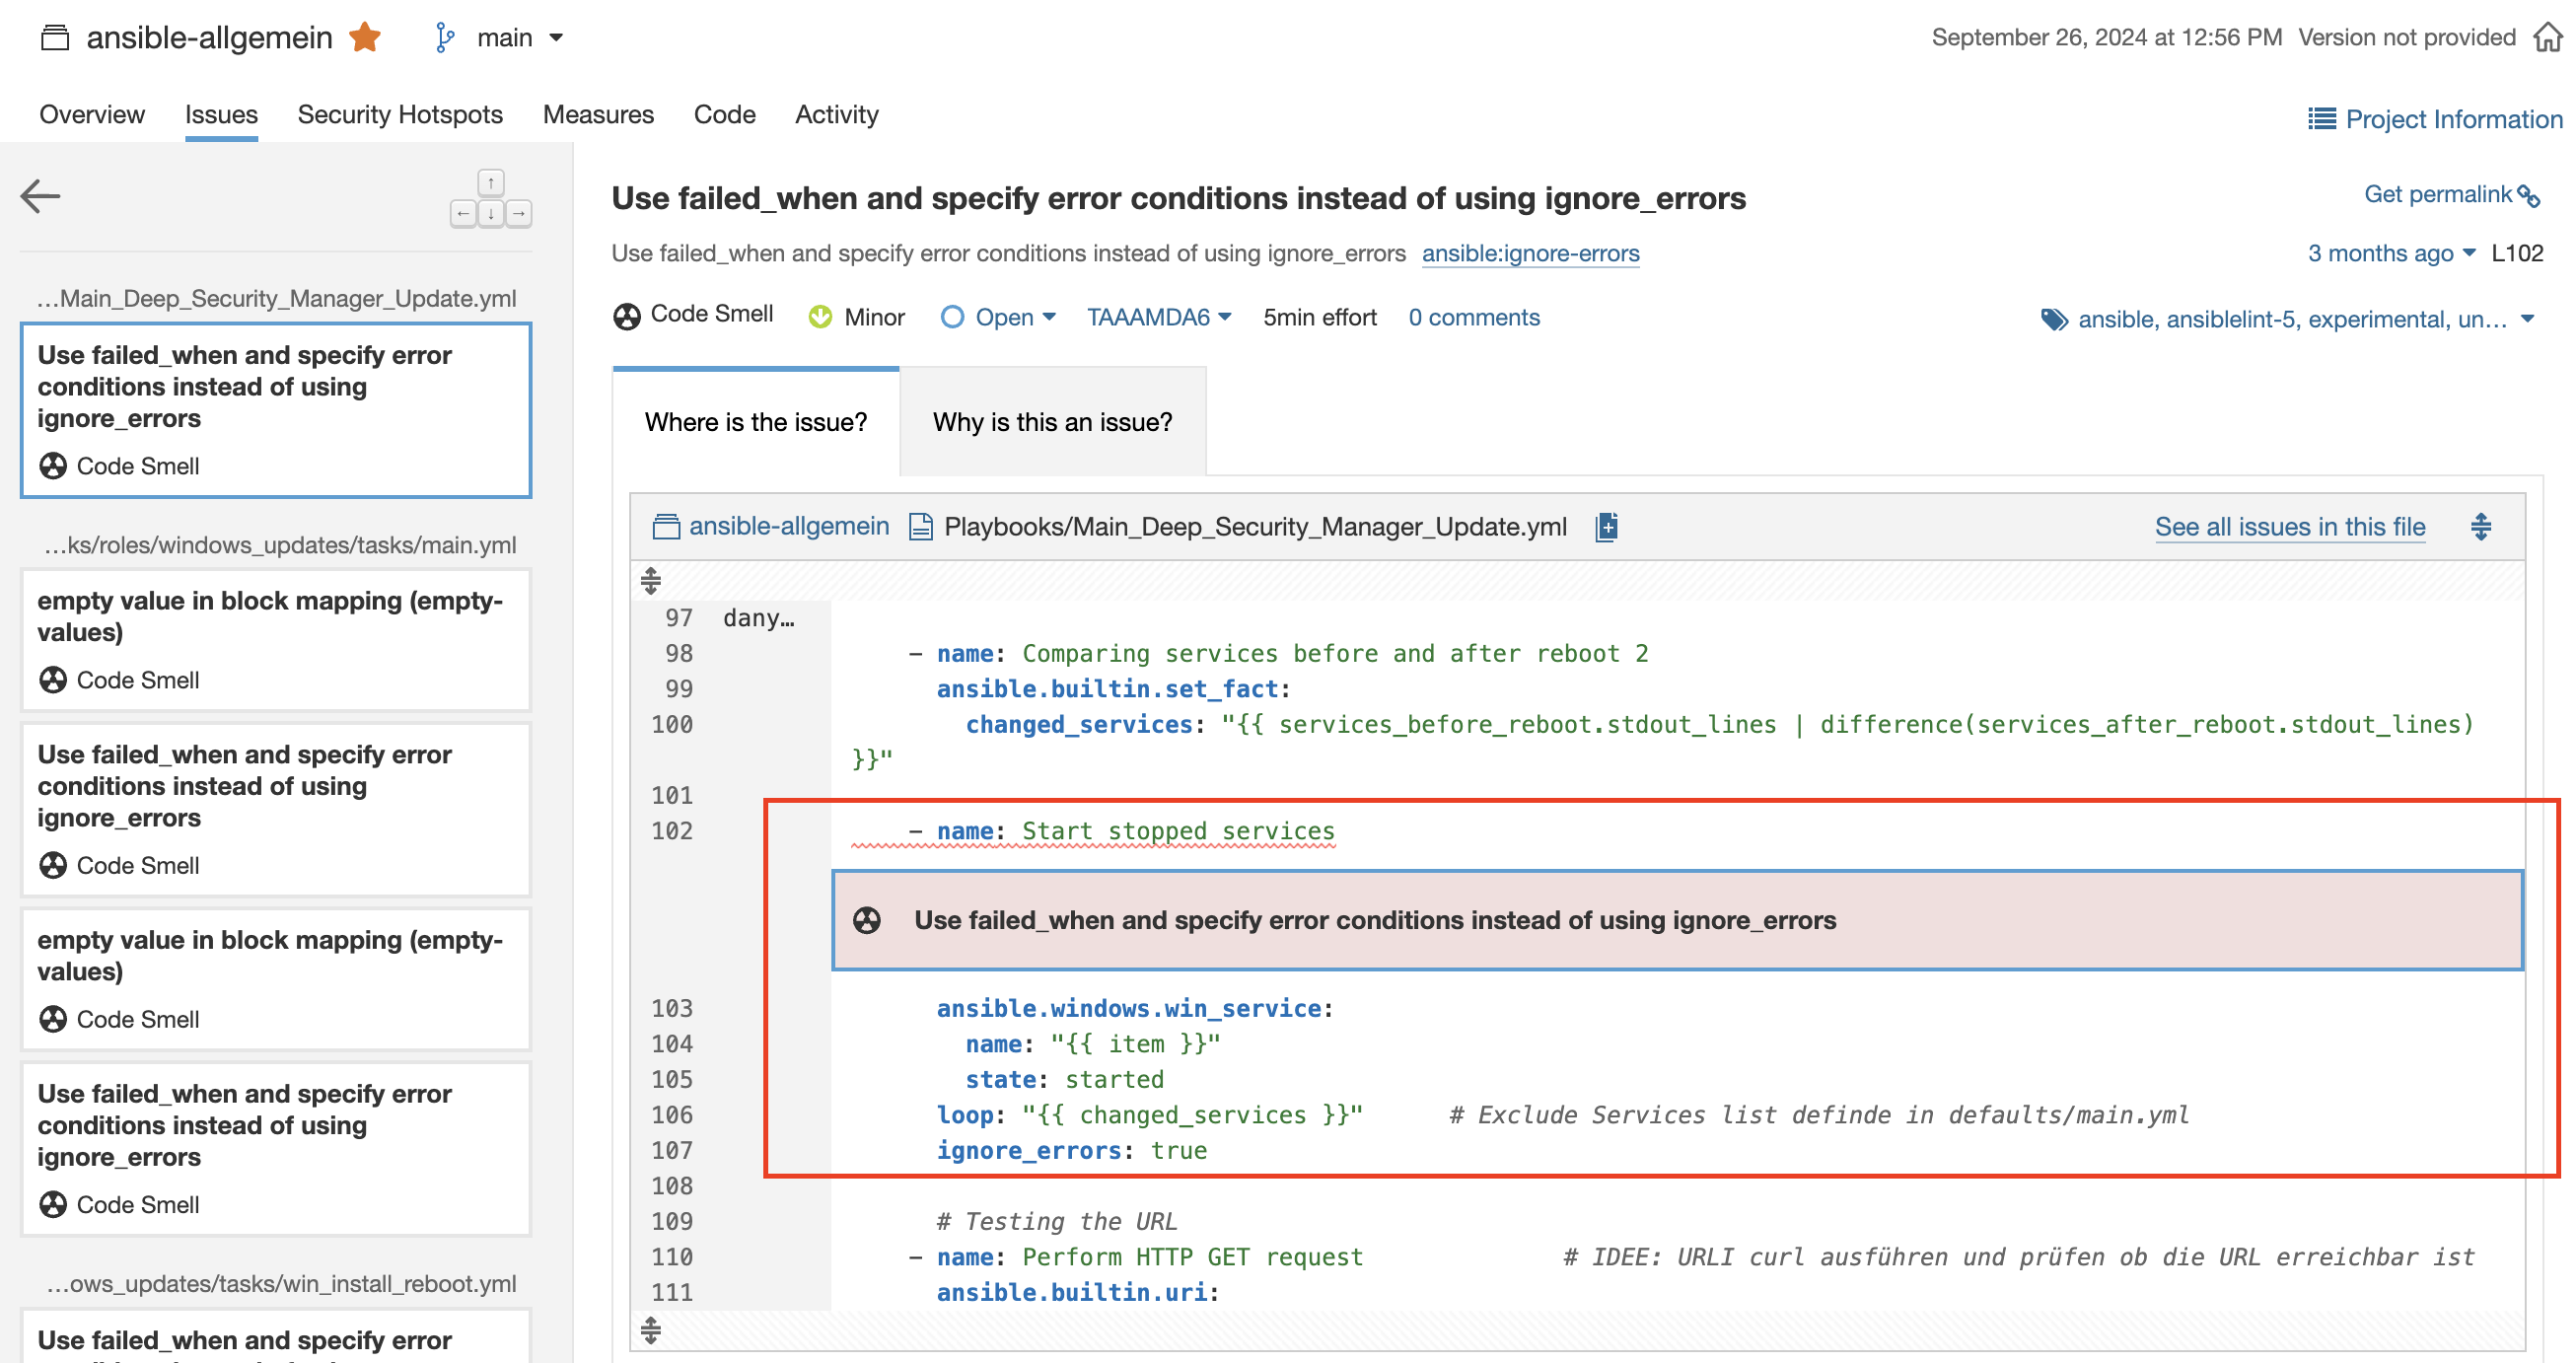 ansible-allgemein
main
September 26, 2024 at 12:56 PM Version not provided
Overview Issues Security Hotspots Measures Code Activity
Project Information
…Main_Deep_Security_Manager_Update.yml
Use failed_when and specify error
conditions instead of using
ignore_errors
Code Smell
…ks/roles/windows_updates/tasks/main.yml
empty value in block mapping (empty-
values)
Code Smell
Use failed_when and specify error
conditions instead of using
ignore_errors
Code Smell
empty value in block mapping (empty-
values)
Code Smell
Use failed_when and specify error
conditions instead of using
ignore_errors
Code Smell
…ows_updates/tasks/win_install_reboot.yml
Use failed_when and specify error
Use failed_when and specify error conditions instead of using ignore_errors
Get permalink
Use failed_when and specify error conditions instead of using ignore_errors ansible:ignore-errors
3 months ago L102
Code Smell Minor Open TAAAMDA6 5min effort 0 comments
ansible, ansiblelint-5, experimental, un…
Where is the issue? Why is this an issue?
ansible-allgemein Playbooks/Main_Deep_Security_Manager_Update.yml
See all issues in this file
97 dany…
98 - name: Comparing services before and after reboot 2
99 ansible.builtin.set_fact:
100 changed_services: "{{ services_before_reboot.stdout_lines | difference(services_after_reboot.stdout_lines)
}}"
101
102 - name: Start stopped services
Use failed_when and specify error conditions instead of using ignore_errors
103 ansible.windows.win_service:
104 name: "{{ item }}"
105 state: started
106 loop: "{{ changed_services }}" # Exclude Services list definde in defaults/main.yml
107 ignore_errors: true
108
109 # Testing the URL
110 - name: Perform HTTP GET request # IDEE: URLI curl ausführen und prüfen ob die URL erreichbar ist
111 ansible.builtin.uri: